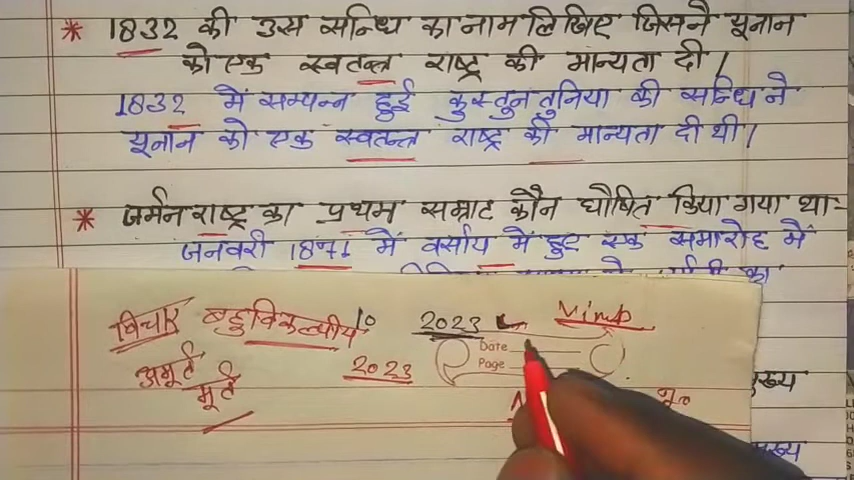 * 1832 की उस सन्धि का नाम लिखिए जिसने यूनान
को एक स्वतन्त्र राष्ट्र की मान्यता दी।
1832 में सम्पन्न हुई कुस्तुनतुनिया की सन्धि ने
यूनान को एक स्वतन्त्र राष्ट्र की मान्यता दी थी।
* जर्मन राष्ट्र का प्रथम सम्राट कौन घोषित किया गया था-
जनवरी 1871 में वर्साय में हुए एक समारोह में
का
विचार बहुविकल्पीय 2023
अमूर्त 2023
मूर्त
Date
Page